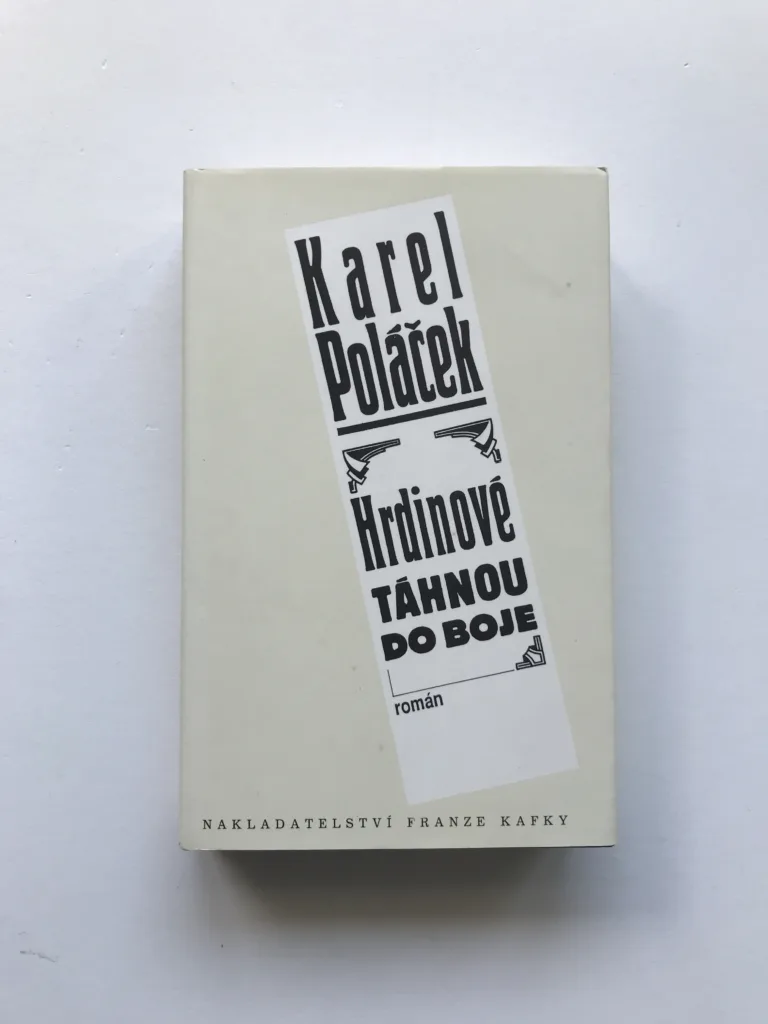 Karel
Poláček
Hrdinové
TÁHNOU
DO BOJE
román
NAKLADATELSTVÍ FRANZE KAFKY